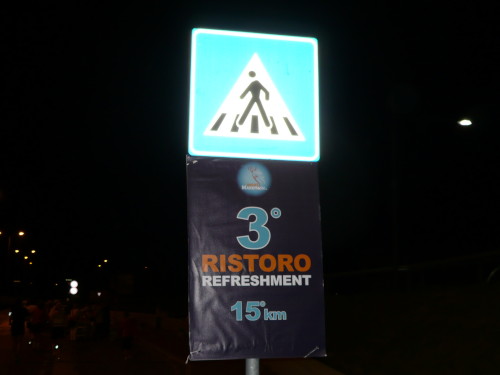 3°
RISTORO
REFRESHMENT
15° km